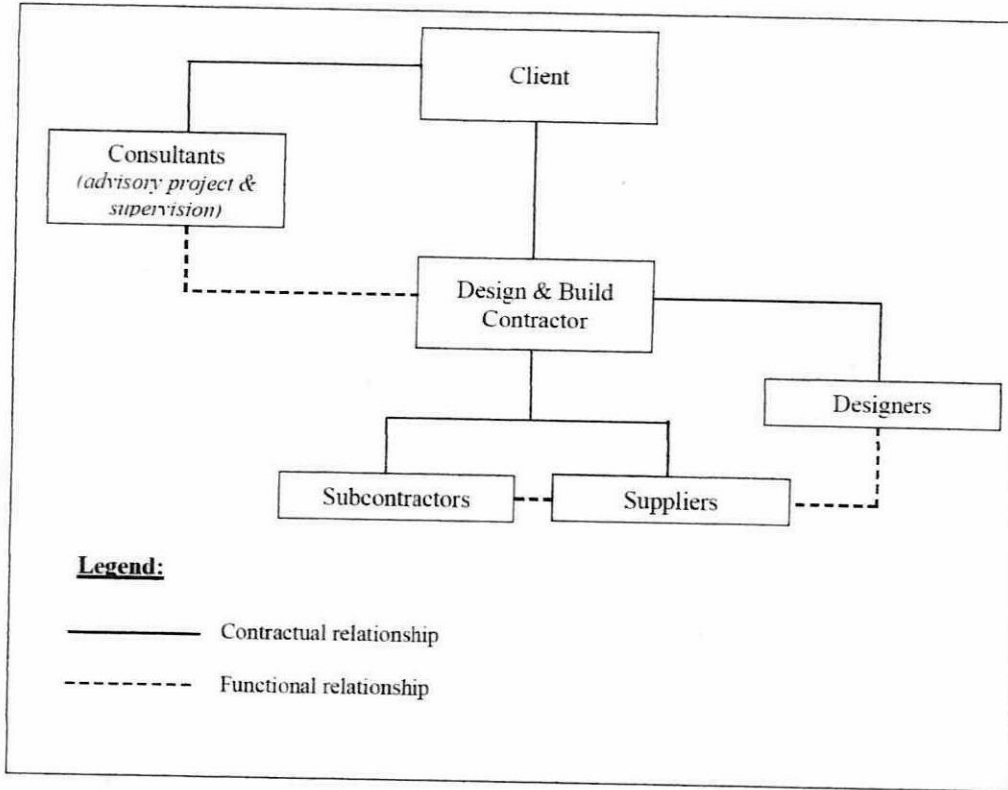 Client
Consultants
(advisory project &
supervision)
Design & Build
Contractor
Designers
Subcontractors
Suppliers
Legend:
Contractual relationship
Functional relationship